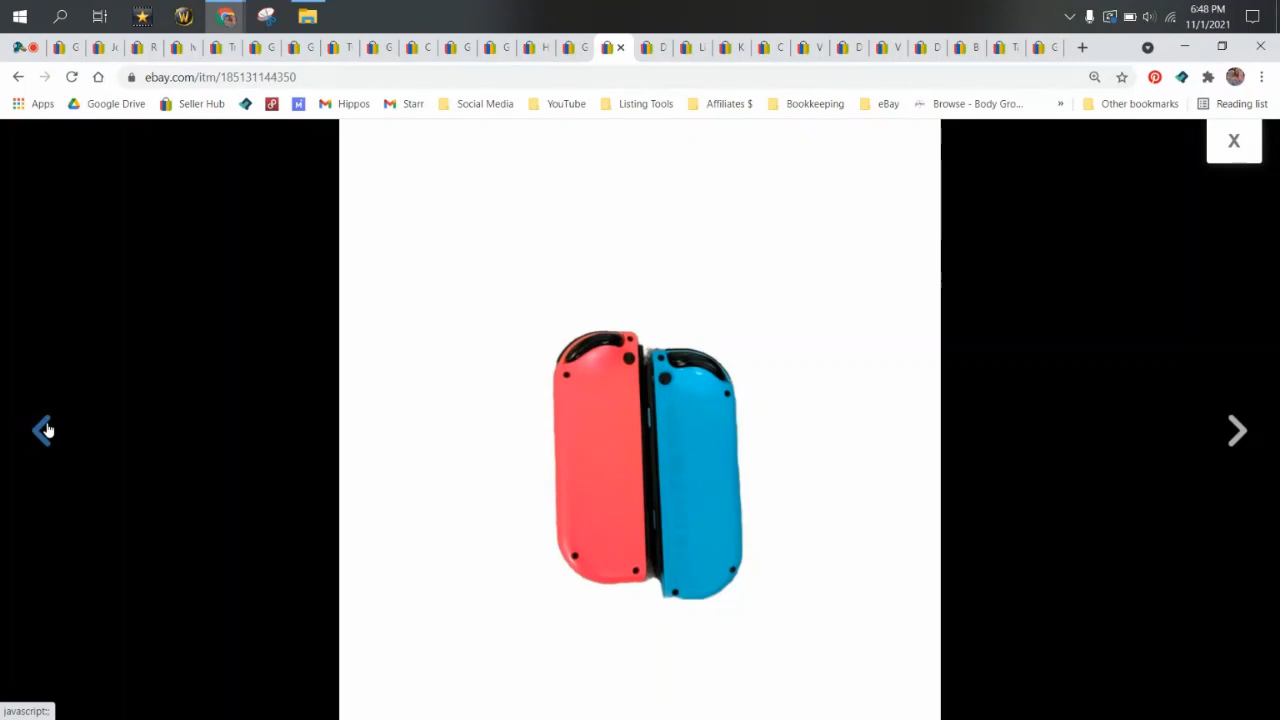 6:48 PM
11/1/2021
G
Jc
R
G
G
T
G
C
G
G
H
G
D
K
C
V
D
V
D
B
G
ebay.com/itm/185131144350
Apps
Google Drive
Seller Hub
Hippos
Starr
Social Media
YouTube
Listing Tools
Affiliates $
Bookkeeping
eBay
Browse - Body Gro...
»
Other bookmarks
Reading list
X
javascript:;